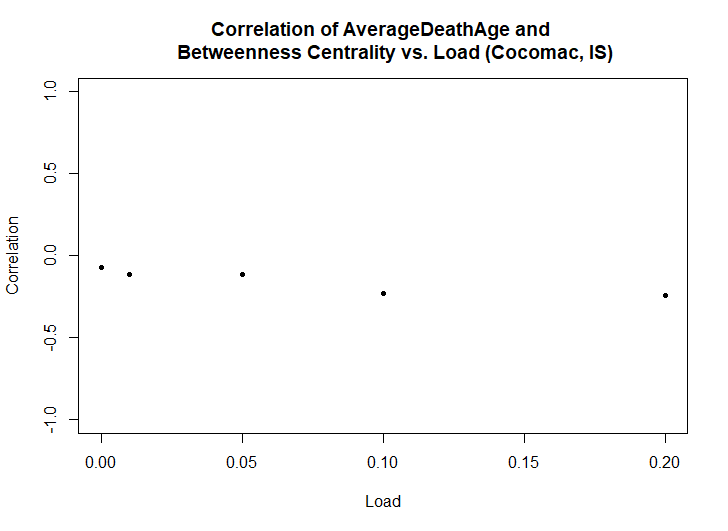 Correlation of AverageDeathAge and
Betweenness Centrality vs. Load (Cocomac, IS)
1.0
0.5
0.0
-0.5
-1.0
Correlation
0.00 0.05 0.10 0.15 0.20
Load